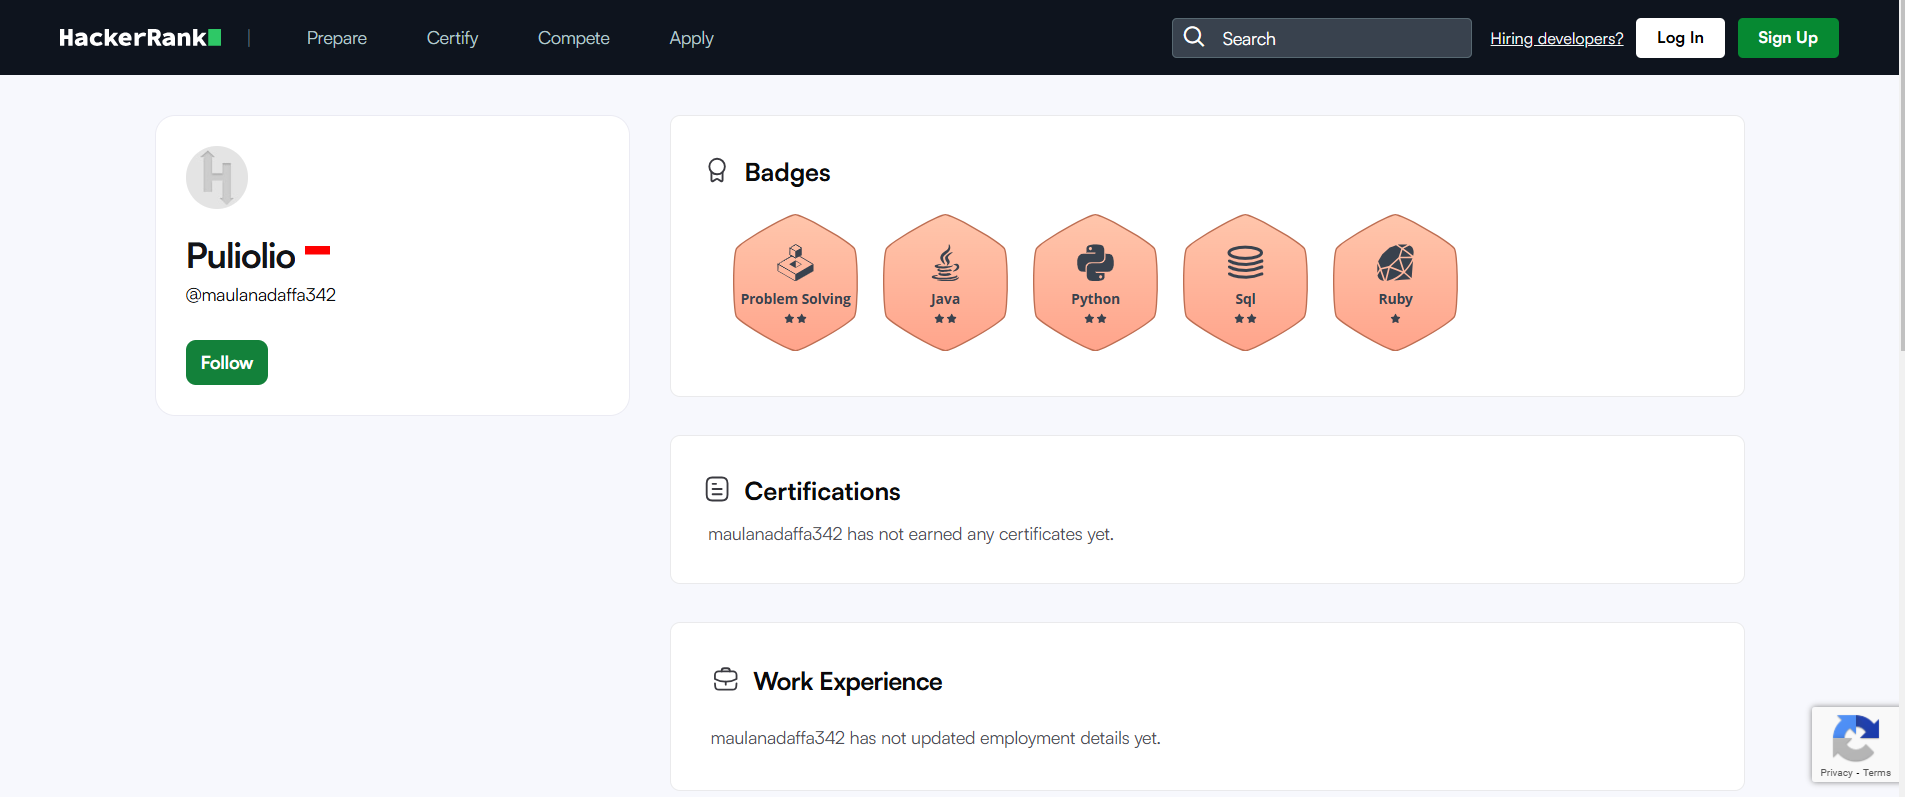 HackerRank
Prepare
Certify
Compete
Apply
Search
Hiring developers?
Log In
Sign Up
Puliolio
@maulanadaffa342
Follow
Badges
Problem Solving
Java
Python
Sql
Ruby
Certifications
maulanadaffa342 has not earned any certificates yet.
Work Experience
maulanadaffa342 has not updated employment details yet.
Privacy - Terms